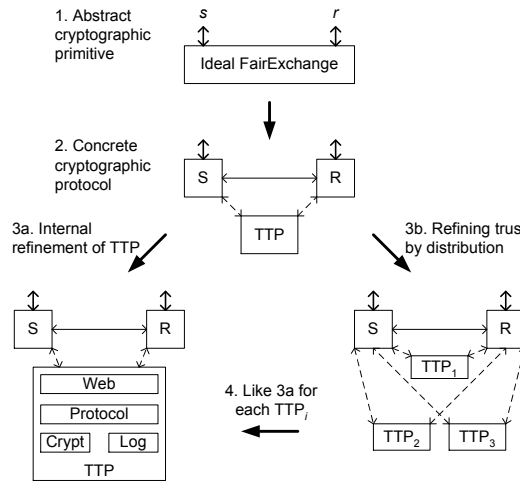 1. Abstract
cryptographic
primitive
s
r
Ideal FairExchange
2. Concrete
cryptographic
protocol
S
R
TTP
3a. Internal
refinement of TTP
3b. Refining trus
by distribution
S
R
Web
Protocol
Crypt
Log
TTP
4. Like 3a for
each TTPi
S
R
TTP1
TTP2
TTP3